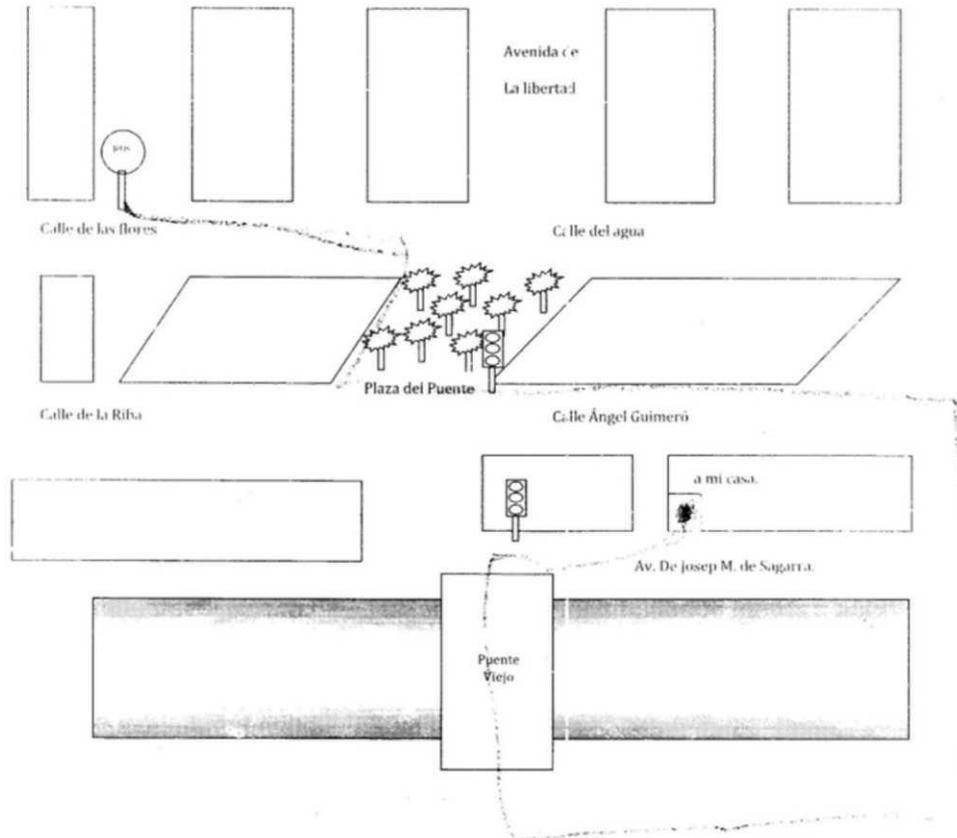 Avenida de
La libertad
Calle de las flores
Calle del agua
Plaza del Puente
Calle de la Riba
Calle Ángel Guimeró
a mi casa.
Av. De josep M. de Sagarra.
Puente
Viejo